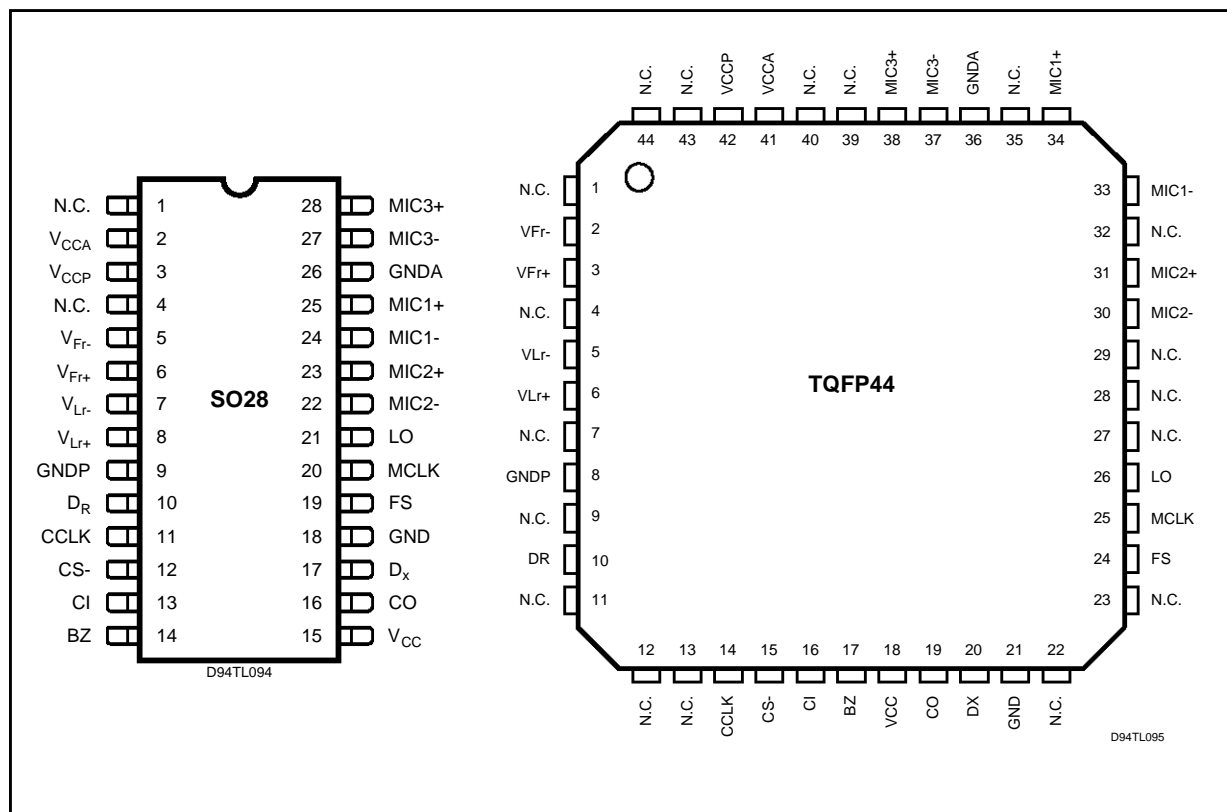 N.C. 1 28 MIC3+
VCCA 2 27 MIC3-
VCCP 3 26 GNDA
N.C. 4 25 MIC1+
VFr- 5 24 MIC1-
VFr+ 6 23 MIC2+
VLr- 7 22 MIC2-
VLr+ 8 21 LO
GNDP 9 20 MCLK
DR 10 19 FS
CCLK 11 18 GND
CS- 12 17 Dx
CI 13 16 CO
BZ 14 15 VCC
SO28
D94TL094
N.C. N.C. VCCP VCCA N.C. N.C. MIC3+ MIC3- GNDA N.C. MIC1+
44 43 42 41 40 39 38 37 36 35 34
N.C. 1 33 MIC1-
VFr- 2 32 N.C.
VFr+ 3 31 MIC2+
N.C. 4 30 MIC2-
VLr- 5 29 N.C.
VLr+ 6 28 N.C.
N.C. 7 27 N.C.
GNDP 8 26 LO
N.C. 9 25 MCLK
DR 10 24 FS
N.C. 11 23 N.C.
TQFP44
12 13 14 15 16 17 18 19 20 21 22
N.C. N.C. CCLK CS- CI BZ VCC CO DX GND N.C.
D94TL095